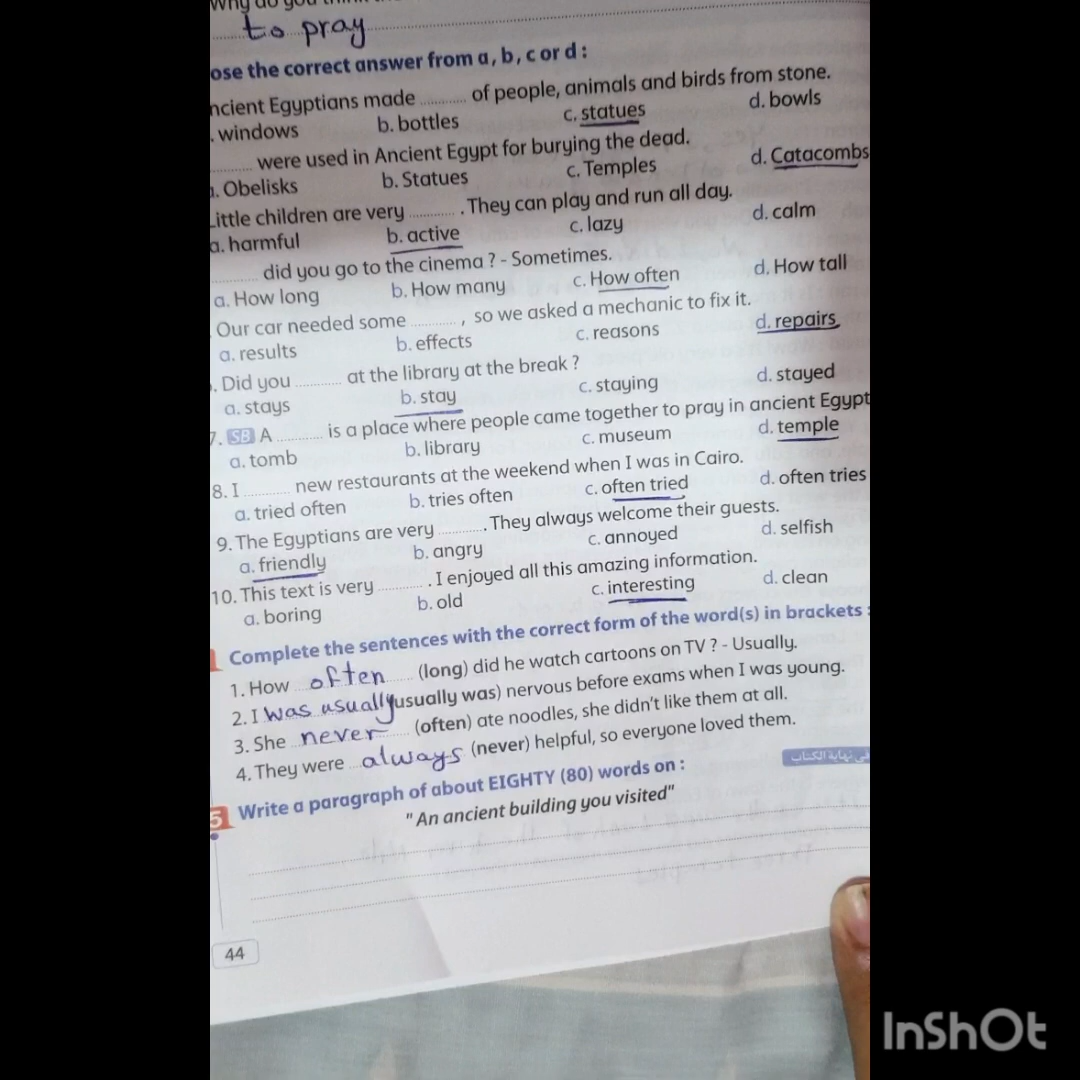 Why do you think the
to pray
ose the correct answer from a, b, c or d :
ncient Egyptians made ............ of people, animals and birds from stone.
. windows b. bottles c. statues d. bowls
............ were used in Ancient Egypt for burying the dead.
a. Obelisks b. Statues c. Temples d. Catacombs
Little children are very ............ . They can play and run all day.
a. harmful b. active c. lazy d. calm
............ did you go to the cinema ? - Sometimes.
a. How long b. How many c. How often d. How tall
. Our car needed some ............ , so we asked a mechanic to fix it.
a. results b. effects c. reasons d. repairs
. Did you ............ at the library at the break ?
a. stays b. stay c. staying d. stayed
7. SB A ............ is a place where people came together to pray in ancient Egypt
a. tomb b. library c. museum d. temple
8. I ............ new restaurants at the weekend when I was in Cairo.
a. tried often b. tries often c. often tried d. often tries
9. The Egyptians are very ............ . They always welcome their guests.
a. friendly b. angry c. annoyed d. selfish
10. This text is very ............ . I enjoyed all this amazing information.
a. boring b. old c. interesting d. clean
Complete the sentences with the correct form of the word(s) in brackets :
1. How often (long) did he watch cartoons on TV ? - Usually.
2. I was usually (usually was) nervous before exams when I was young.
3. She never (often) ate noodles, she didn't like them at all.
4. They were always (never) helpful, so everyone loved them.
في نهاية الكتاب
5 Write a paragraph of about EIGHTY (80) words on :
"An ancient building you visited"
44
InShOt